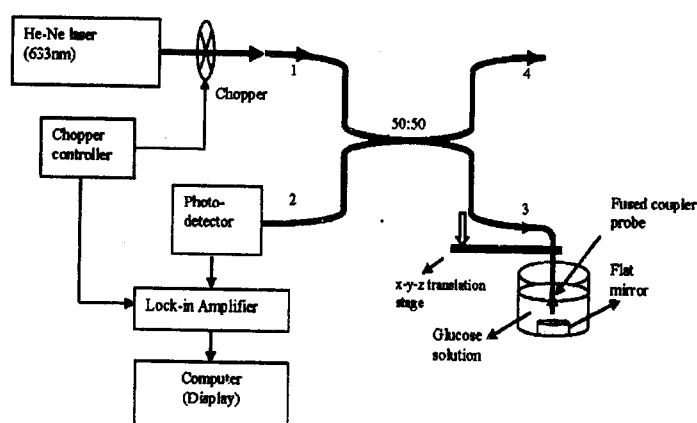 He-Ne laser
(633nm)
1
4
Chopper
50:50
Chopper
controller
Photo-
detector
2
3
Fused coupler
probe
x-y-z translation
stage
Flat
mirror
Lock-in Amplifier
Glucose
solution
Computer
(Display)